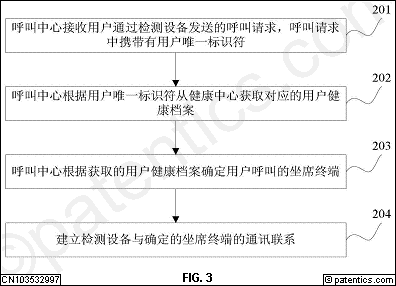 201
呼叫中心接收用户通过检测设备发送的呼叫请求，呼叫请求
中携带有用户唯一标识符
202
呼叫中心根据用户唯一标识符从健康中心获取对应的用户健
康档案
203
呼叫中心根据获取的用户健康档案确定用户呼叫的坐席终端
204
建立检测设备与确定的坐席终端的通讯联系
©patentics.com
CN103532997
FIG. 3
© patentics.com